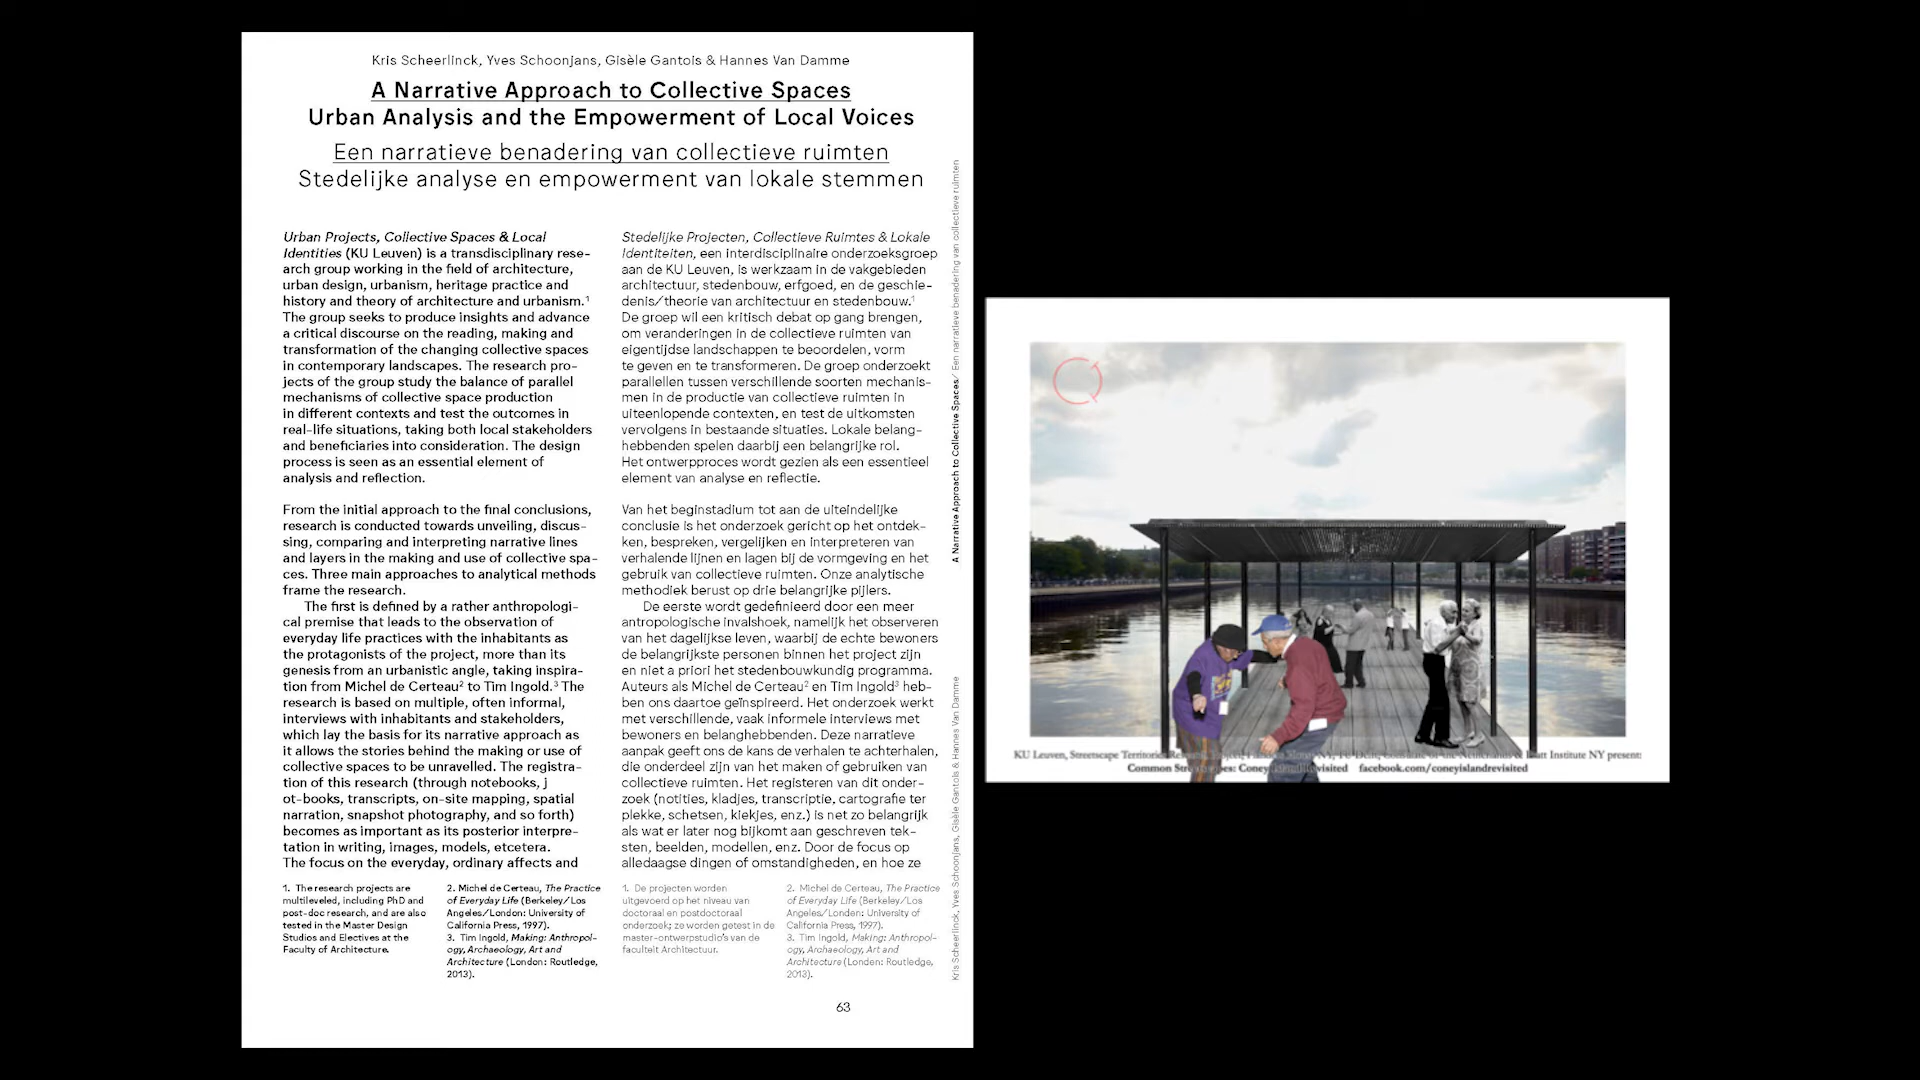 Kris Scheerlinck, Yves Schoonjans, Gisèle Gantois & Hannes Van Damme
A Narrative Approach to Collective Spaces
Urban Analysis and the Empowerment of Local Voices
Een narratieve benadering van collectieve ruimten
Stedelijke analyse en empowerment van lokale stemmen
Urban Projects, Collective Spaces & Local
Identities (KU Leuven) is a transdisciplinary rese-
arch group working in the field of architecture,
urban design, urbanism, heritage practice and
history and theory of architecture and urbanism.¹
The group seeks to produce insights and advance
a critical discourse on the reading, making and
transformation of the changing collective spaces
in contemporary landscapes. The research pro-
jects of the group study the balance of parallel
mechanisms of collective space production
in different contexts and test the outcomes in
real-life situations, taking both local stakeholders
and beneficiaries into consideration. The design
process is seen as an essential element of
analysis and reflection.
From the initial approach to the final conclusions,
research is conducted towards unveiling, discus-
sing, comparing and interpreting narrative lines
and layers in the making and use of collective spa-
ces. Three main approaches to analytical methods
frame the research.
The first is defined by a rather anthropologi-
cal premise that leads to the observation of
everyday life practices with the inhabitants as
the protagonists of the project, more than its
genesis from an urbanistic angle, taking inspira-
tion from Michel de Certeau² to Tim Ingold.³ The
research is based on multiple, often informal,
interviews with inhabitants and stakeholders,
which lay the basis for its narrative approach as
it allows the stories behind the making or use of
collective spaces to be unravelled. The registra-
tion of this research (through notebooks, j
ot-books, transcripts, on-site mapping, spatial
narration, snapshot photography, and so forth)
becomes as important as its posterior interpre-
tation in writing, images, models, etcetera.
The focus on the everyday, ordinary affects and
1. The research projects are
multileveled, including PhD and
post-doc research, and are also
tested in the Master Design
Studios and Electives at the
Faculty of Architecture.
2. Michel de Certeau, The Practice
of Everyday Life (Berkeley/Los
Angeles/London: University of
California Press, 1997).
3. Tim Ingold, Making: Anthropol-
ogy, Archaeology, Art and
Architecture (London: Routledge,
2013).
Stedelijke Projecten, Collectieve Ruimtes & Lokale
Identiteiten, een interdisciplinaire onderzoeksgroep
aan de KU Leuven, is werkzaam in de vakgebieden
architectuur, stedenbouw, erfgoed, en de geschie-
denis/theorie van architectuur en stedenbouw.¹
De groep wil een kritisch debat op gang brengen,
om veranderingen in de collectieve ruimten van
eigentijdse landschappen te beoordelen, vorm
te geven en te transformeren. De groep onderzoekt
parallellen tussen verschillende soorten mechanis-
men in de productie van collectieve ruimten in
uiteenlopende contexten, en test de uitkomsten
vervolgens in bestaande situaties. Lokale belang-
hebbenden spelen daarbij een belangrijke rol.
Het ontwerpproces wordt gezien als een essentieel
element van analyse en reflectie.
Van het beginstadium tot aan de uiteindelijke
conclusie is het onderzoek gericht op het ontdek-
ken, bespreken, vergelijken en interpreteren van
verhalende lijnen en lagen bij de vormgeving en het
gebruik van collectieve ruimten. Onze analytische
methodiek berust op drie belangrijke pijlers.
De eerste wordt gedefinieerd door een meer
antropologische invalshoek, namelijk het observeren
van het dagelijkse leven, waarbij de echte bewoners
de belangrijkste personen binnen het project zijn
en niet a priori het stedenbouwkundig programma.
Auteurs als Michel de Certeau² en Tim Ingold³ heb-
ben ons daartoe geïnspireerd. Het onderzoek werkt
met verschillende, vaak informele interviews met
bewoners en belanghebbenden. Deze narratieve
aanpak geeft ons de kans de verhalen te achterhalen,
die onderdeel zijn van het maken of gebruiken van
collectieve ruimten. Het registeren van dit onder-
zoek (notities, kladjes, transcriptie, cartografie ter
plekke, schetsen, kiekjes, enz.) is net zo belangrijk
als wat er later nog bijkomt aan geschreven tek-
sten, beelden, modellen, enz. Door de focus op
alledaagse dingen of omstandigheden, en hoe ze
1. De projecten worden
uitgevoerd op het niveau van
doctoraal en postdoctoraal
onderzoek; ze worden getest in de
master-ontwerpstudio's van de
faculteit Architectuur.
2. Michel de Certeau, The Practice
of Everyday Life (Berkeley/Los
Angeles/London: University of
California Press, 1997).
3. Tim Ingold, Making: Anthropol-
ogy, Archaeology, Art and
Architecture (London: Routledge,
2013).
A Narrative Approach to Collective Spaces/ Een narratieve benadering van collectieve ruimten
Kris Scheerlinck, Yves Schoonjans, Gisèle Gantois & Hannes Van Damme
63
KU Leuven, Streetscape Territories Institute NY present:
Common Streetscapes: Coney Island Revisited facebook.com/coneyislandrevisited